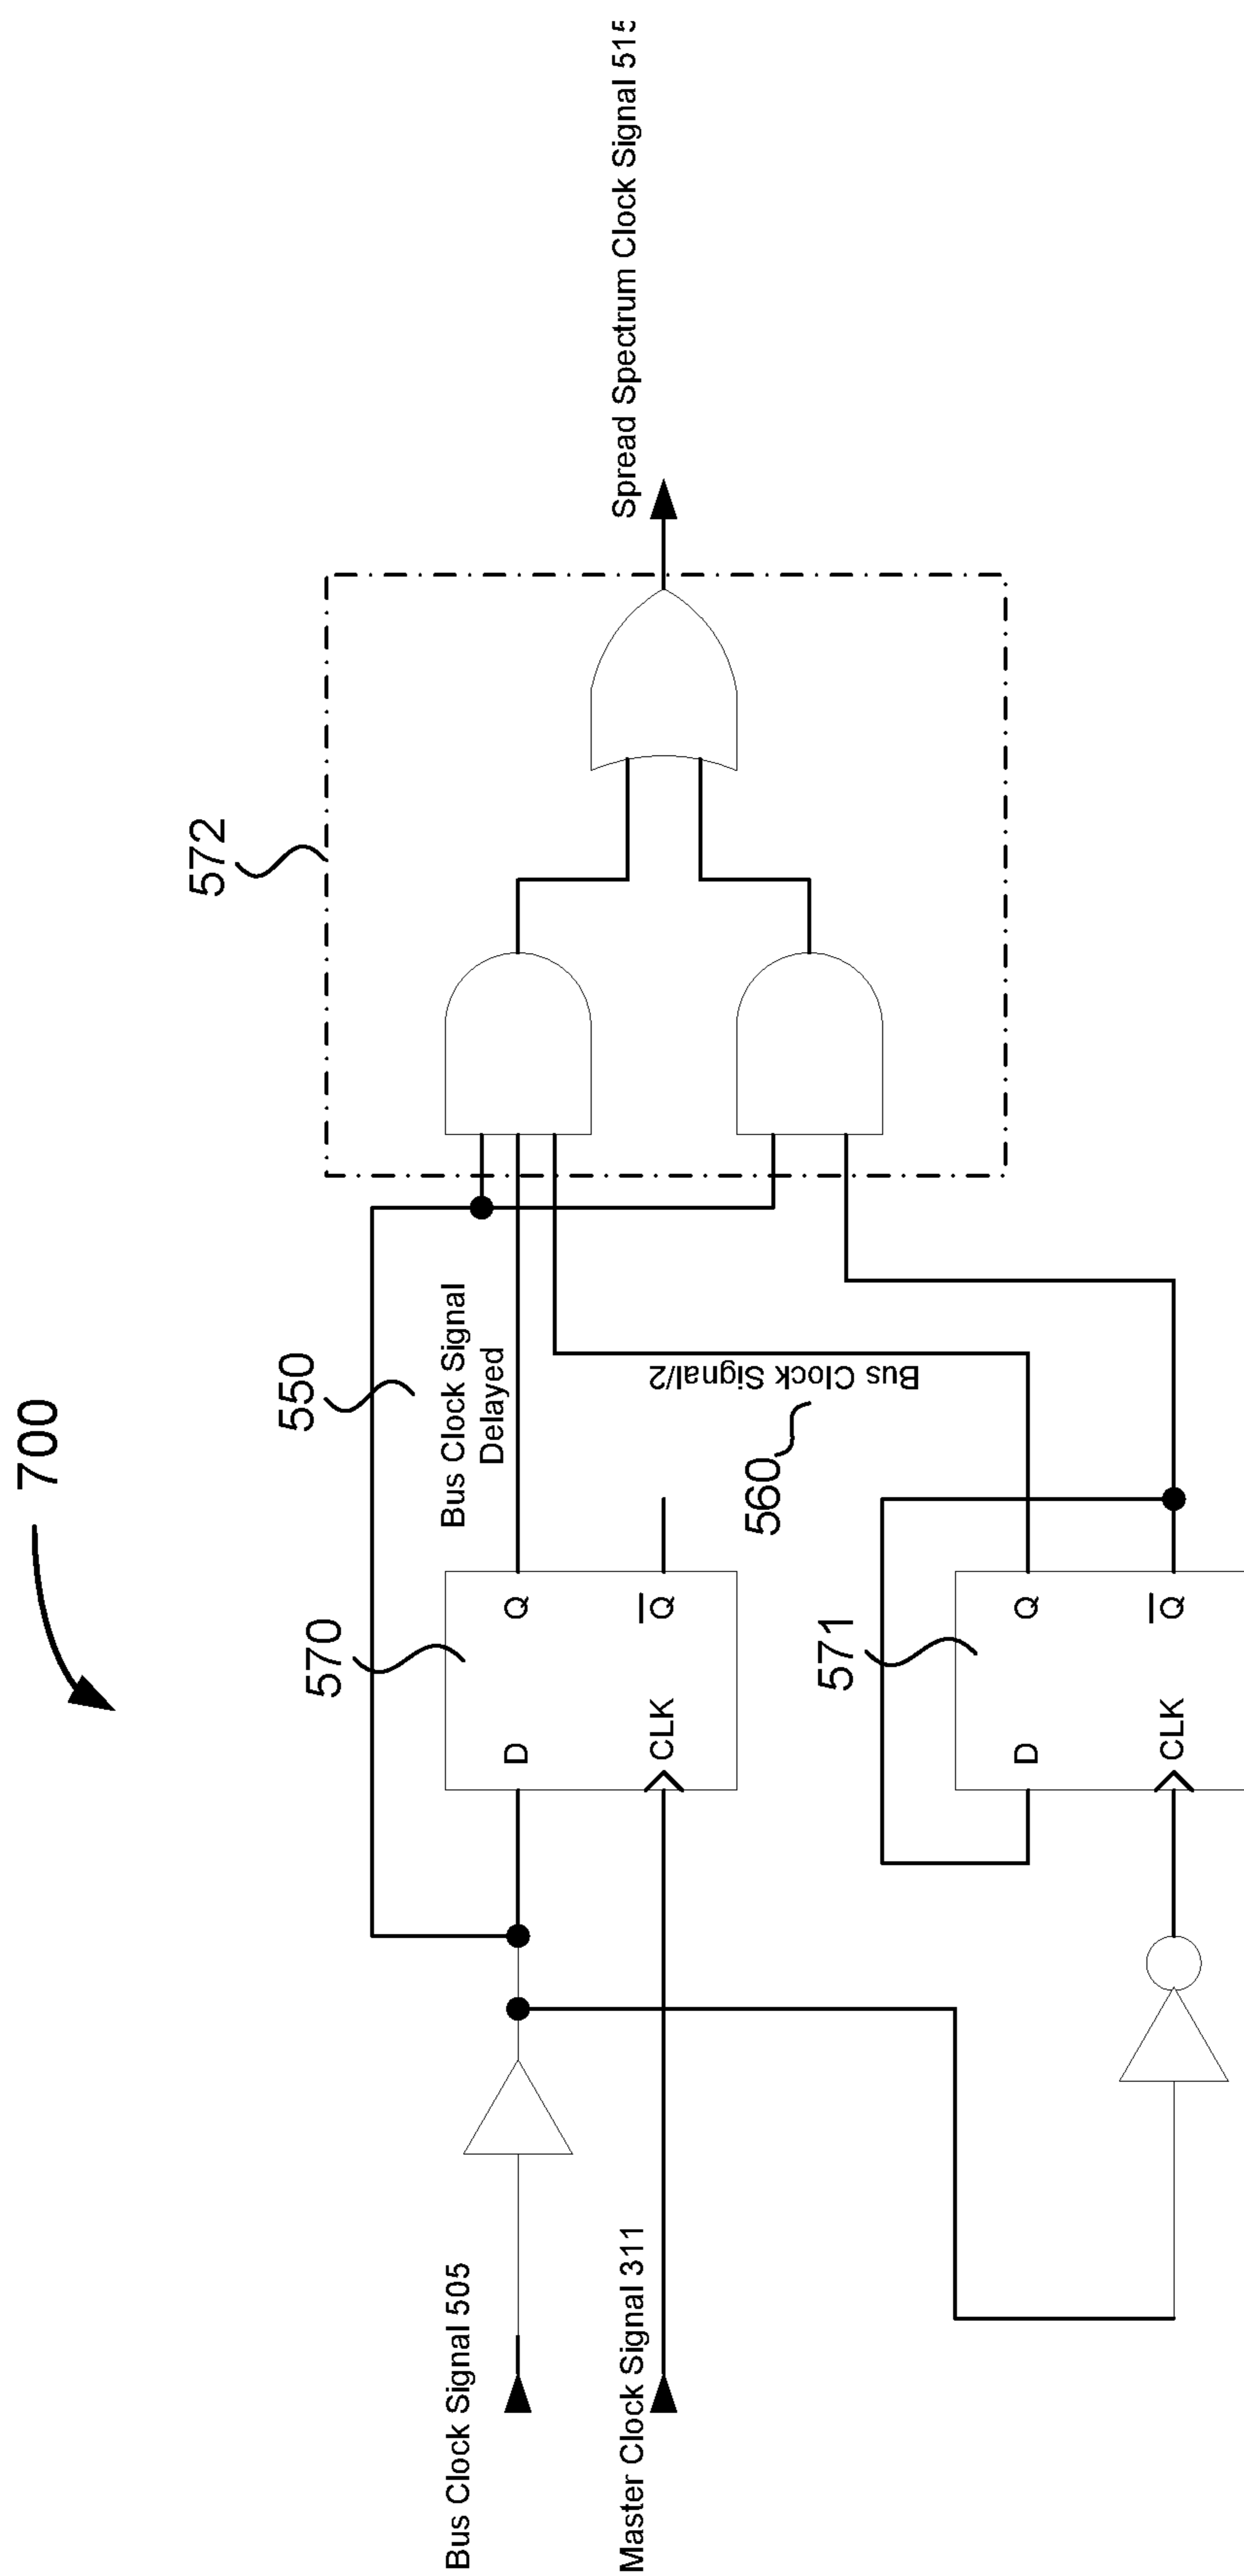 700
572
550
Bus Clock Signal
Delayed
Spread Spectrum Clock Signal 515
570
D
Q
CLK
Q
560
Bus Clock Signal/2
571
D
Q
CLK
Q
Bus Clock Signal 505
Master Clock Signal 311